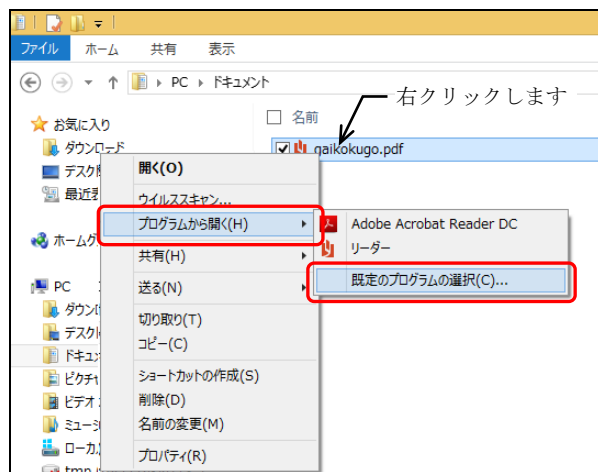 ファイル ホーム 共有 表示
PC ドキュメント
右クリックします
お気に入り
名前
ダウンロード
gaikokugo.pdf
開く(O)
ウイルススキャン...
プログラムから開く(H)
Adobe Acrobat Reader DC
リーダー
既定のプログラムの選択(C)...
共有(H)
送る(N)
切り取り(T)
コピー(C)
ショートカットの作成(S)
削除(D)
名前の変更(M)
プロパティ(R)
デスク
最近
ホームグ
PC
ダウン
デスク
ドキュ
ピクチ
ビデオ
ミュー
ローカ
tmp